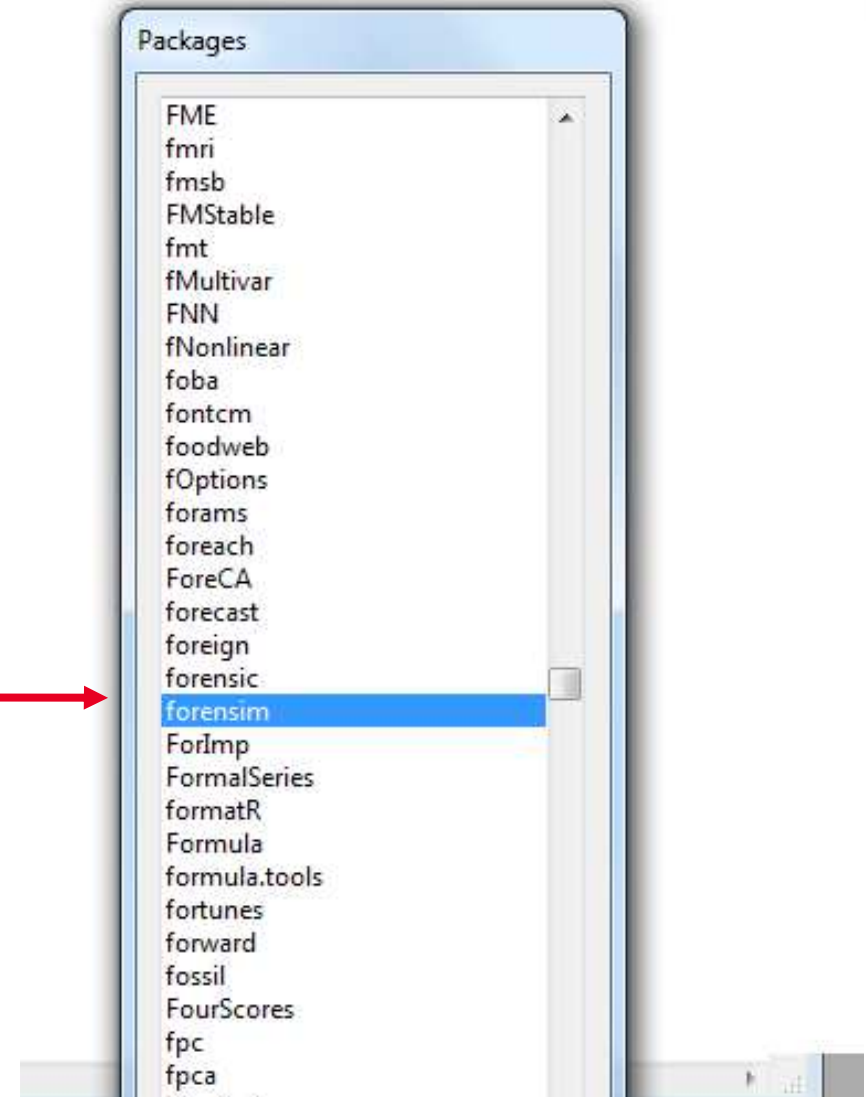 Packages
FME
fmri
fmsb
FMStable
fmt
fMultivar
FNN
fNonlinear
foba
fontcm
foodweb
fOptions
forams
foreach
ForeCA
forecast
foreign
forensic
forensim
ForImp
FormalSeries
formatR
Formula
formula.tools
fortunes
forward
fossil
FourScores
fpc
fpca